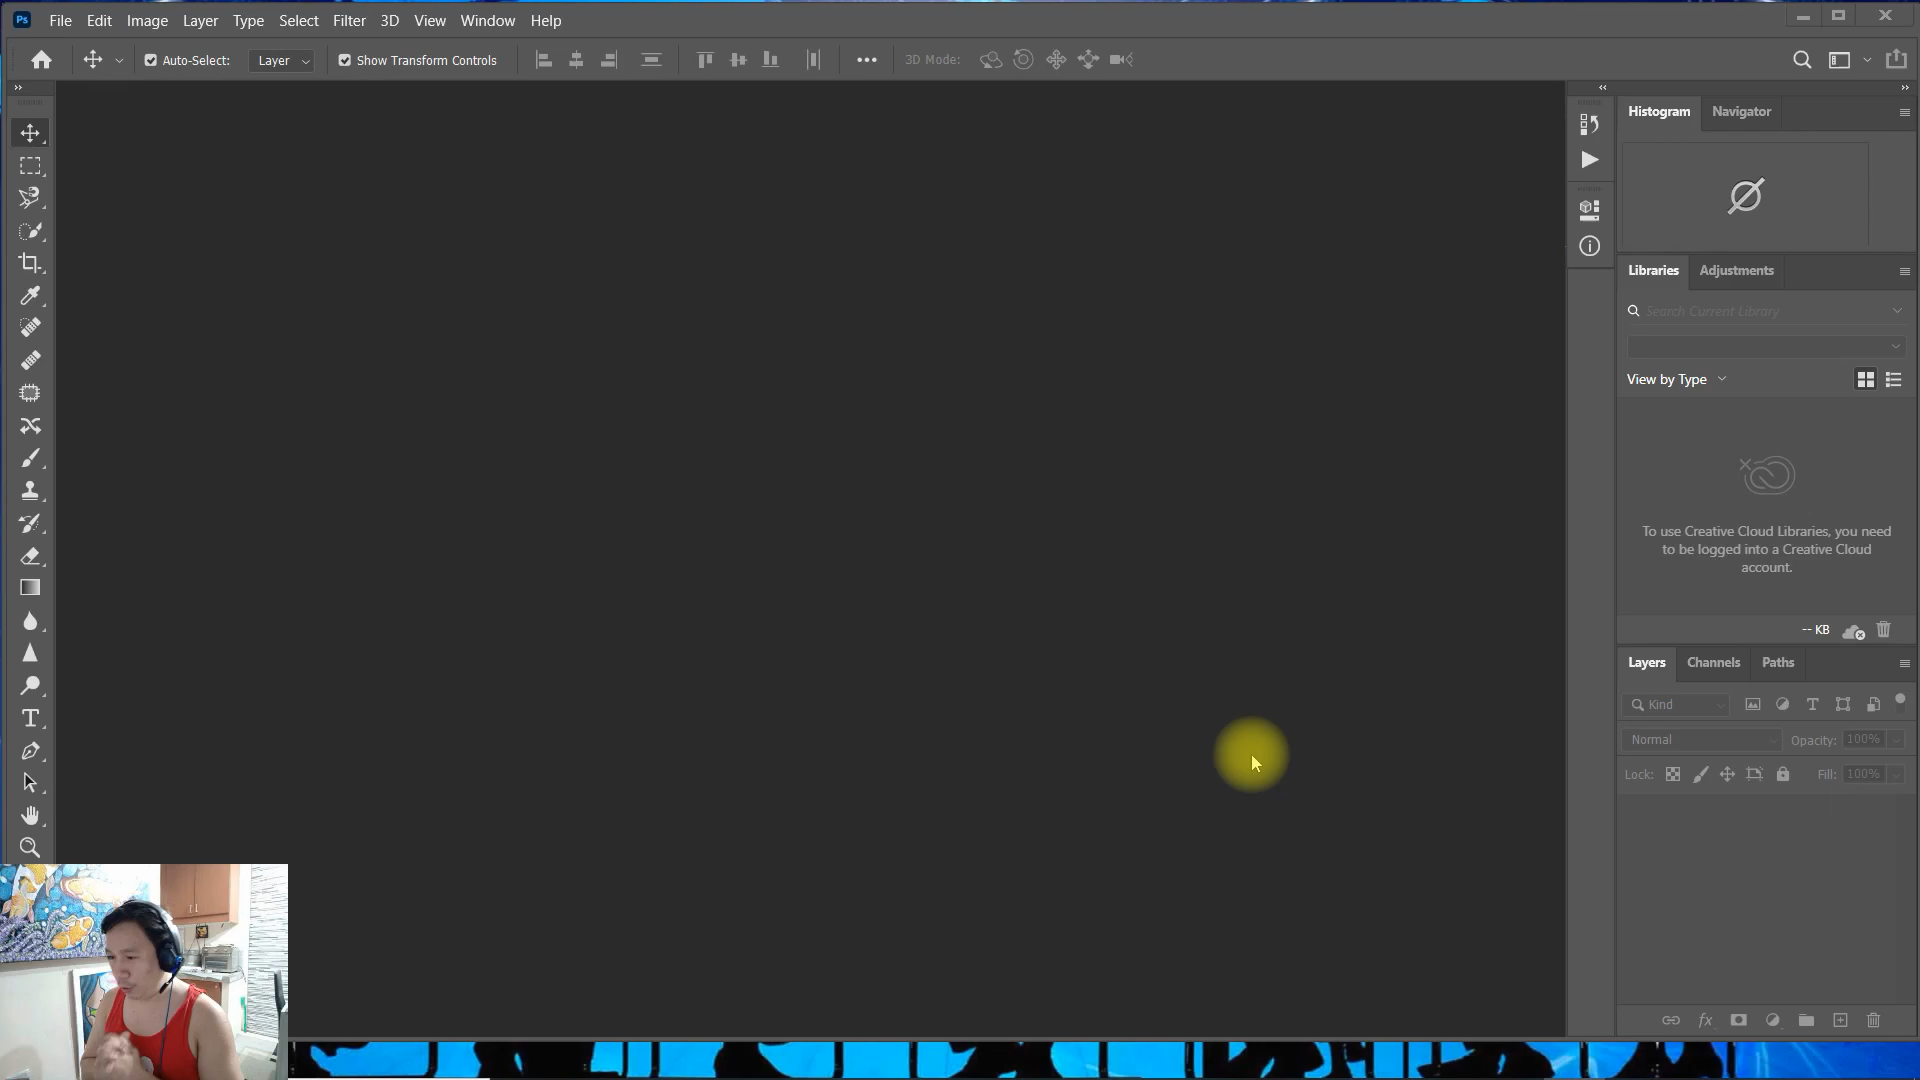 Ps File Edit Image Layer Type Select Filter 3D View Window Help
Auto-Select: Layer Show Transform Controls 3D Mode:
Histogram Navigator
Libraries Adjustments
Search Current Library
View by Type
To use Creative Cloud Libraries, you need
to be logged into a Creative Cloud
account.
-- KB
Layers Channels Paths
Kind
Normal Opacity: 100%
Lock: Fill: 100%
fx